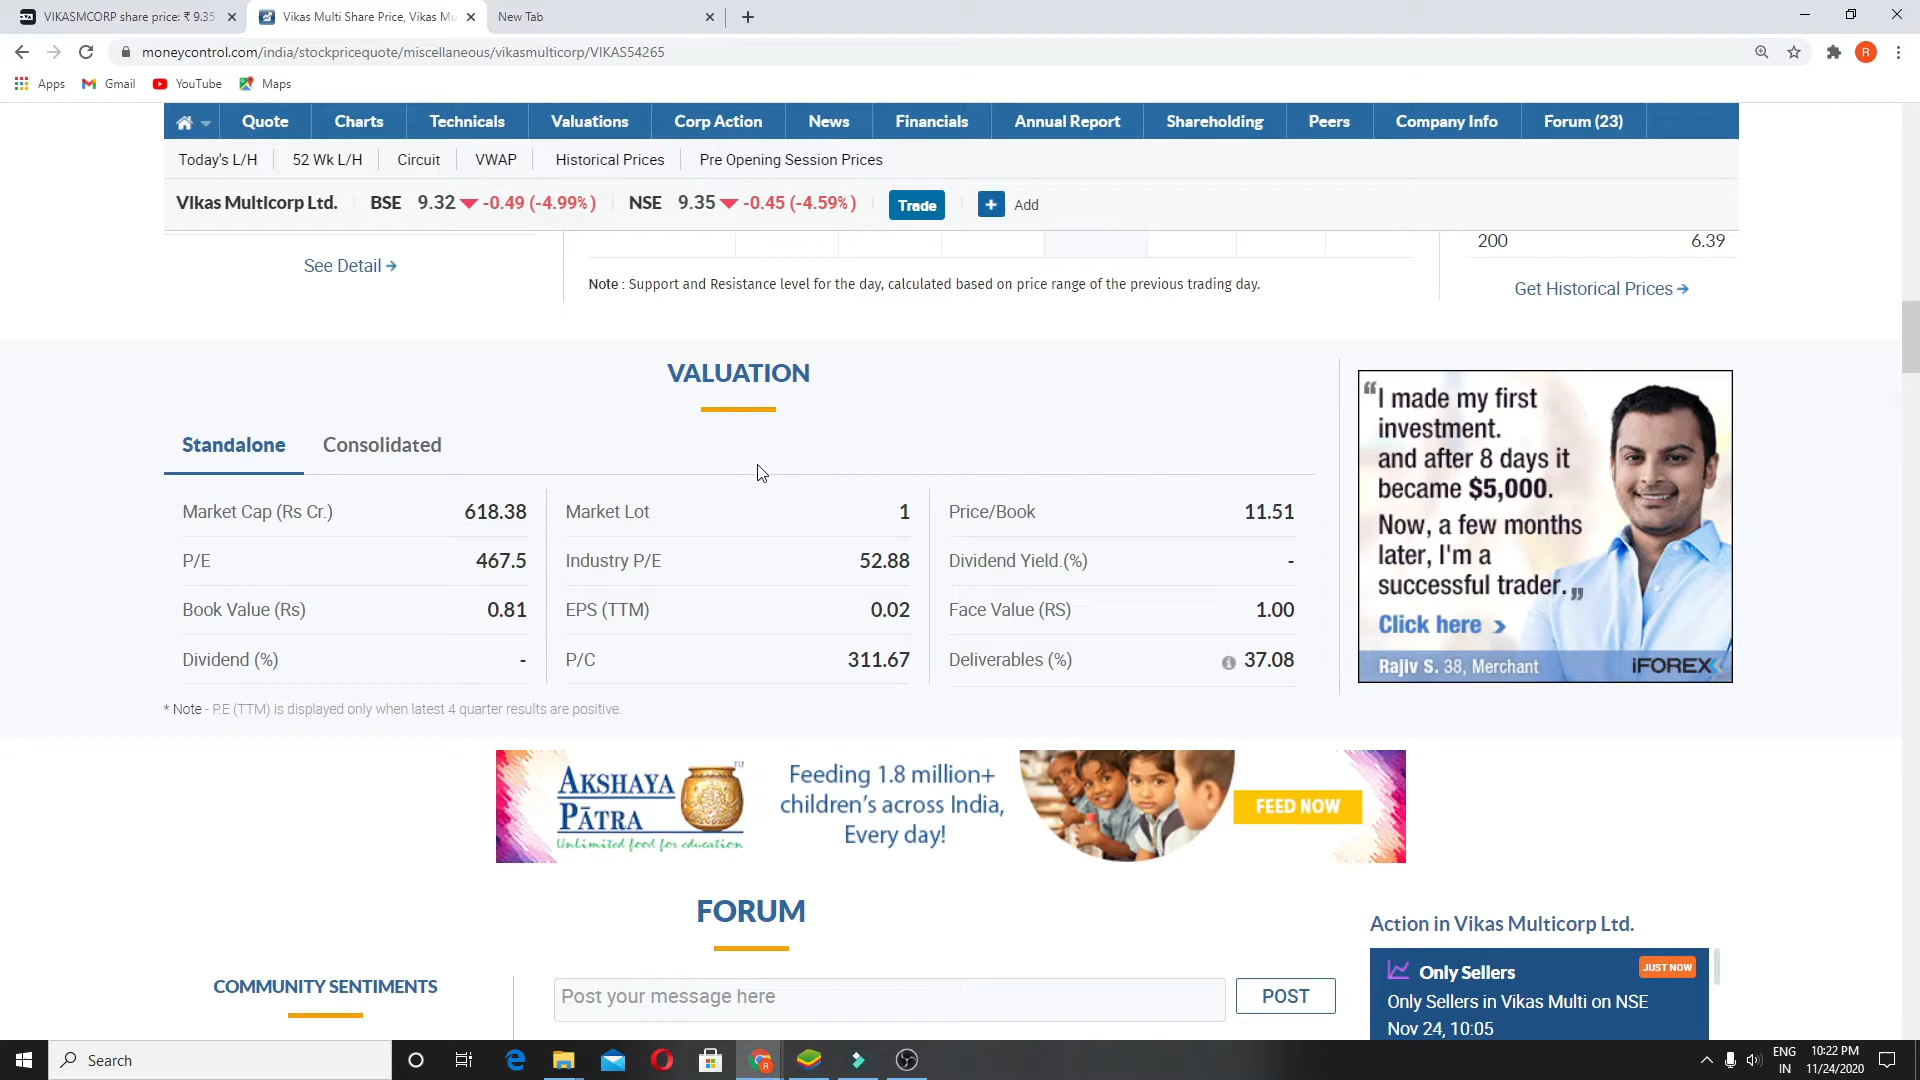 VIKASMCORP share price: ₹ 9.35
Vikas Multi Share Price, Vikas Mu
New Tab
moneycontrol.com/india/stockpricequote/miscellaneous/vikasmulticorp/VIKAS54265
R
Apps
Gmail
YouTube
Maps
Quote
Charts
Technicals
Valuations
Corp Action
News
Financials
Annual Report
Shareholding
Peers
Company Info
Forum (23)
Today's L/H
52 Wk L/H
Circuit
VWAP
Historical Prices
Pre Opening Session Prices
Vikas Multicorp Ltd.
BSE 9.32 -0.49 (-4.99%)
NSE 9.35 -0.45 (-4.59%)
Trade
+ Add
200 6.39
See Detail →
Note : Support and Resistance level for the day, calculated based on price range of the previous trading day.
Get Historical Prices →
VALUATION
Standalone
Consolidated
Market Cap (Rs Cr.) 618.38
P/E 467.5
Book Value (Rs) 0.81
Dividend (%) -
Market Lot 1
Industry P/E 52.88
EPS (TTM) 0.02
P/C 311.67
Price/Book 11.51
Dividend Yield.(%) -
Face Value (RS) 1.00
Deliverables (%) 37.08
* Note - P.E (TTM) is displayed only when latest 4 quarter results are positive.
“I made my first
investment.
and after 8 days it
became $5,000.
Now, a few months
later, I'm a
successful trader.”
Click here >
Rajiv S. 38, Merchant
iFOREX
AKSHAYA
PĀTRA
TM
Unlimited food for education
Feeding 1.8 million+
children's across India,
Every day!
FEED NOW
FORUM
COMMUNITY SENTIMENTS
Post your message here
POST
Action in Vikas Multicorp Ltd.
Only Sellers
JUST NOW
Only Sellers in Vikas Multi on NSE
Nov 24, 10:05
Search
R
ENG
IN
10:22 PM
11/24/2020